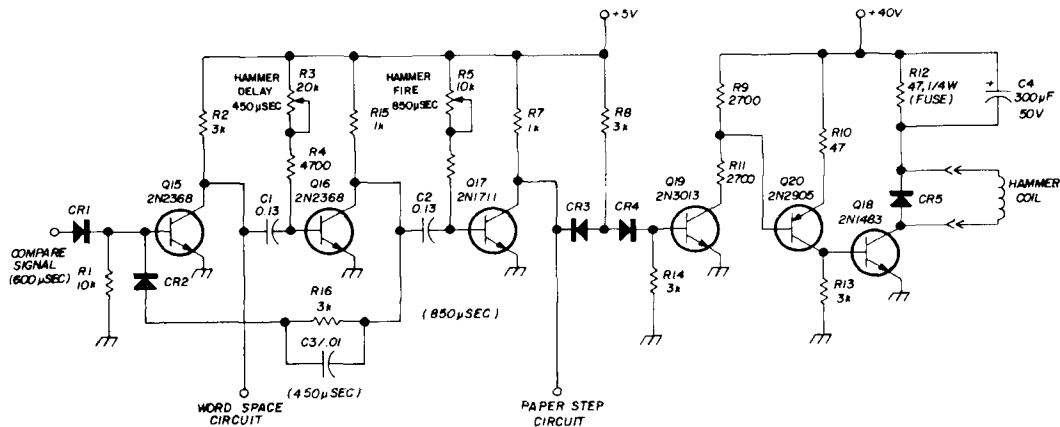 +5V
+40V
HAMMER
DELAY
450µSEC
R3
20k
HAMMER
FIRE
850µSEC
R5
10k
R2
3k
R15
1k
R7
1k
R8
3k
R9
2700
R12
47, 1/4W
(FUSE)
+
C4
300µF
50V
R4
4700
R10
47
R11
2700
Q15
2N2368
Q16
2N2368
Q17
2N1711
Q19
2N3013
Q20
2N2905
Q18
2N1483
CR5
HAMMER
COIL
C1
0.13
C2
0.13
CR1
CR3
CR4
COMPARE
SIGNAL
(600µSEC)
R1
10k
CR2
R16
3k
(850µSEC)
R14
3k
R13
3k
C3/.01
(450µSEC)
WORD SPACE
CIRCUIT
PAPER STEP
CIRCUIT